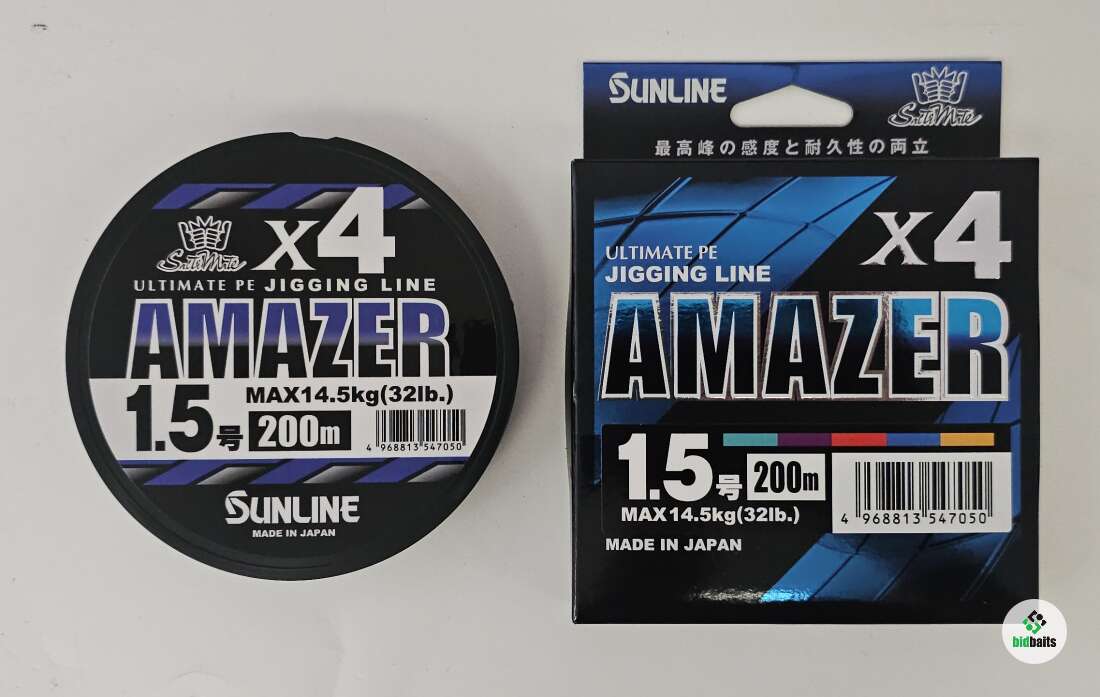 SaltiMate
X4
ULTIMATE PE JIGGING LINE
AMAZER
1.5号
MAX14.5kg(32lb.)
200m
4 968813 547050
SUNLINE
MADE IN JAPAN
SUNLINE
SaltiMate
最高峰の感度と耐久性の両立
X4
ULTIMATE PE
JIGGING LINE
AMAZER
1.5号 200m
MAX14.5kg(32lb.)
4 968813 547050
MADE IN JAPAN
bidbaits